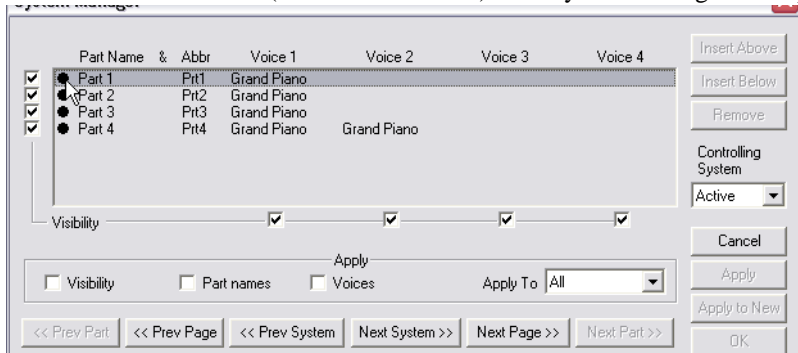 System Manager
Part Name & Abbr Voice 1 Voice 2 Voice 3 Voice 4
Part 1 Prt1 Grand Piano
Part 2 Prt2 Grand Piano
Part 3 Prt3 Grand Piano
Part 4 Prt4 Grand Piano Grand Piano
Visibility
Insert Above
Insert Below
Remove
Controlling
System
Active
Cancel
Apply
Apply to New
OK
Apply
Visibility Part names Voices Apply To All
<< Prev Part << Prev Page << Prev System Next System >> Next Page >> Next Part >>